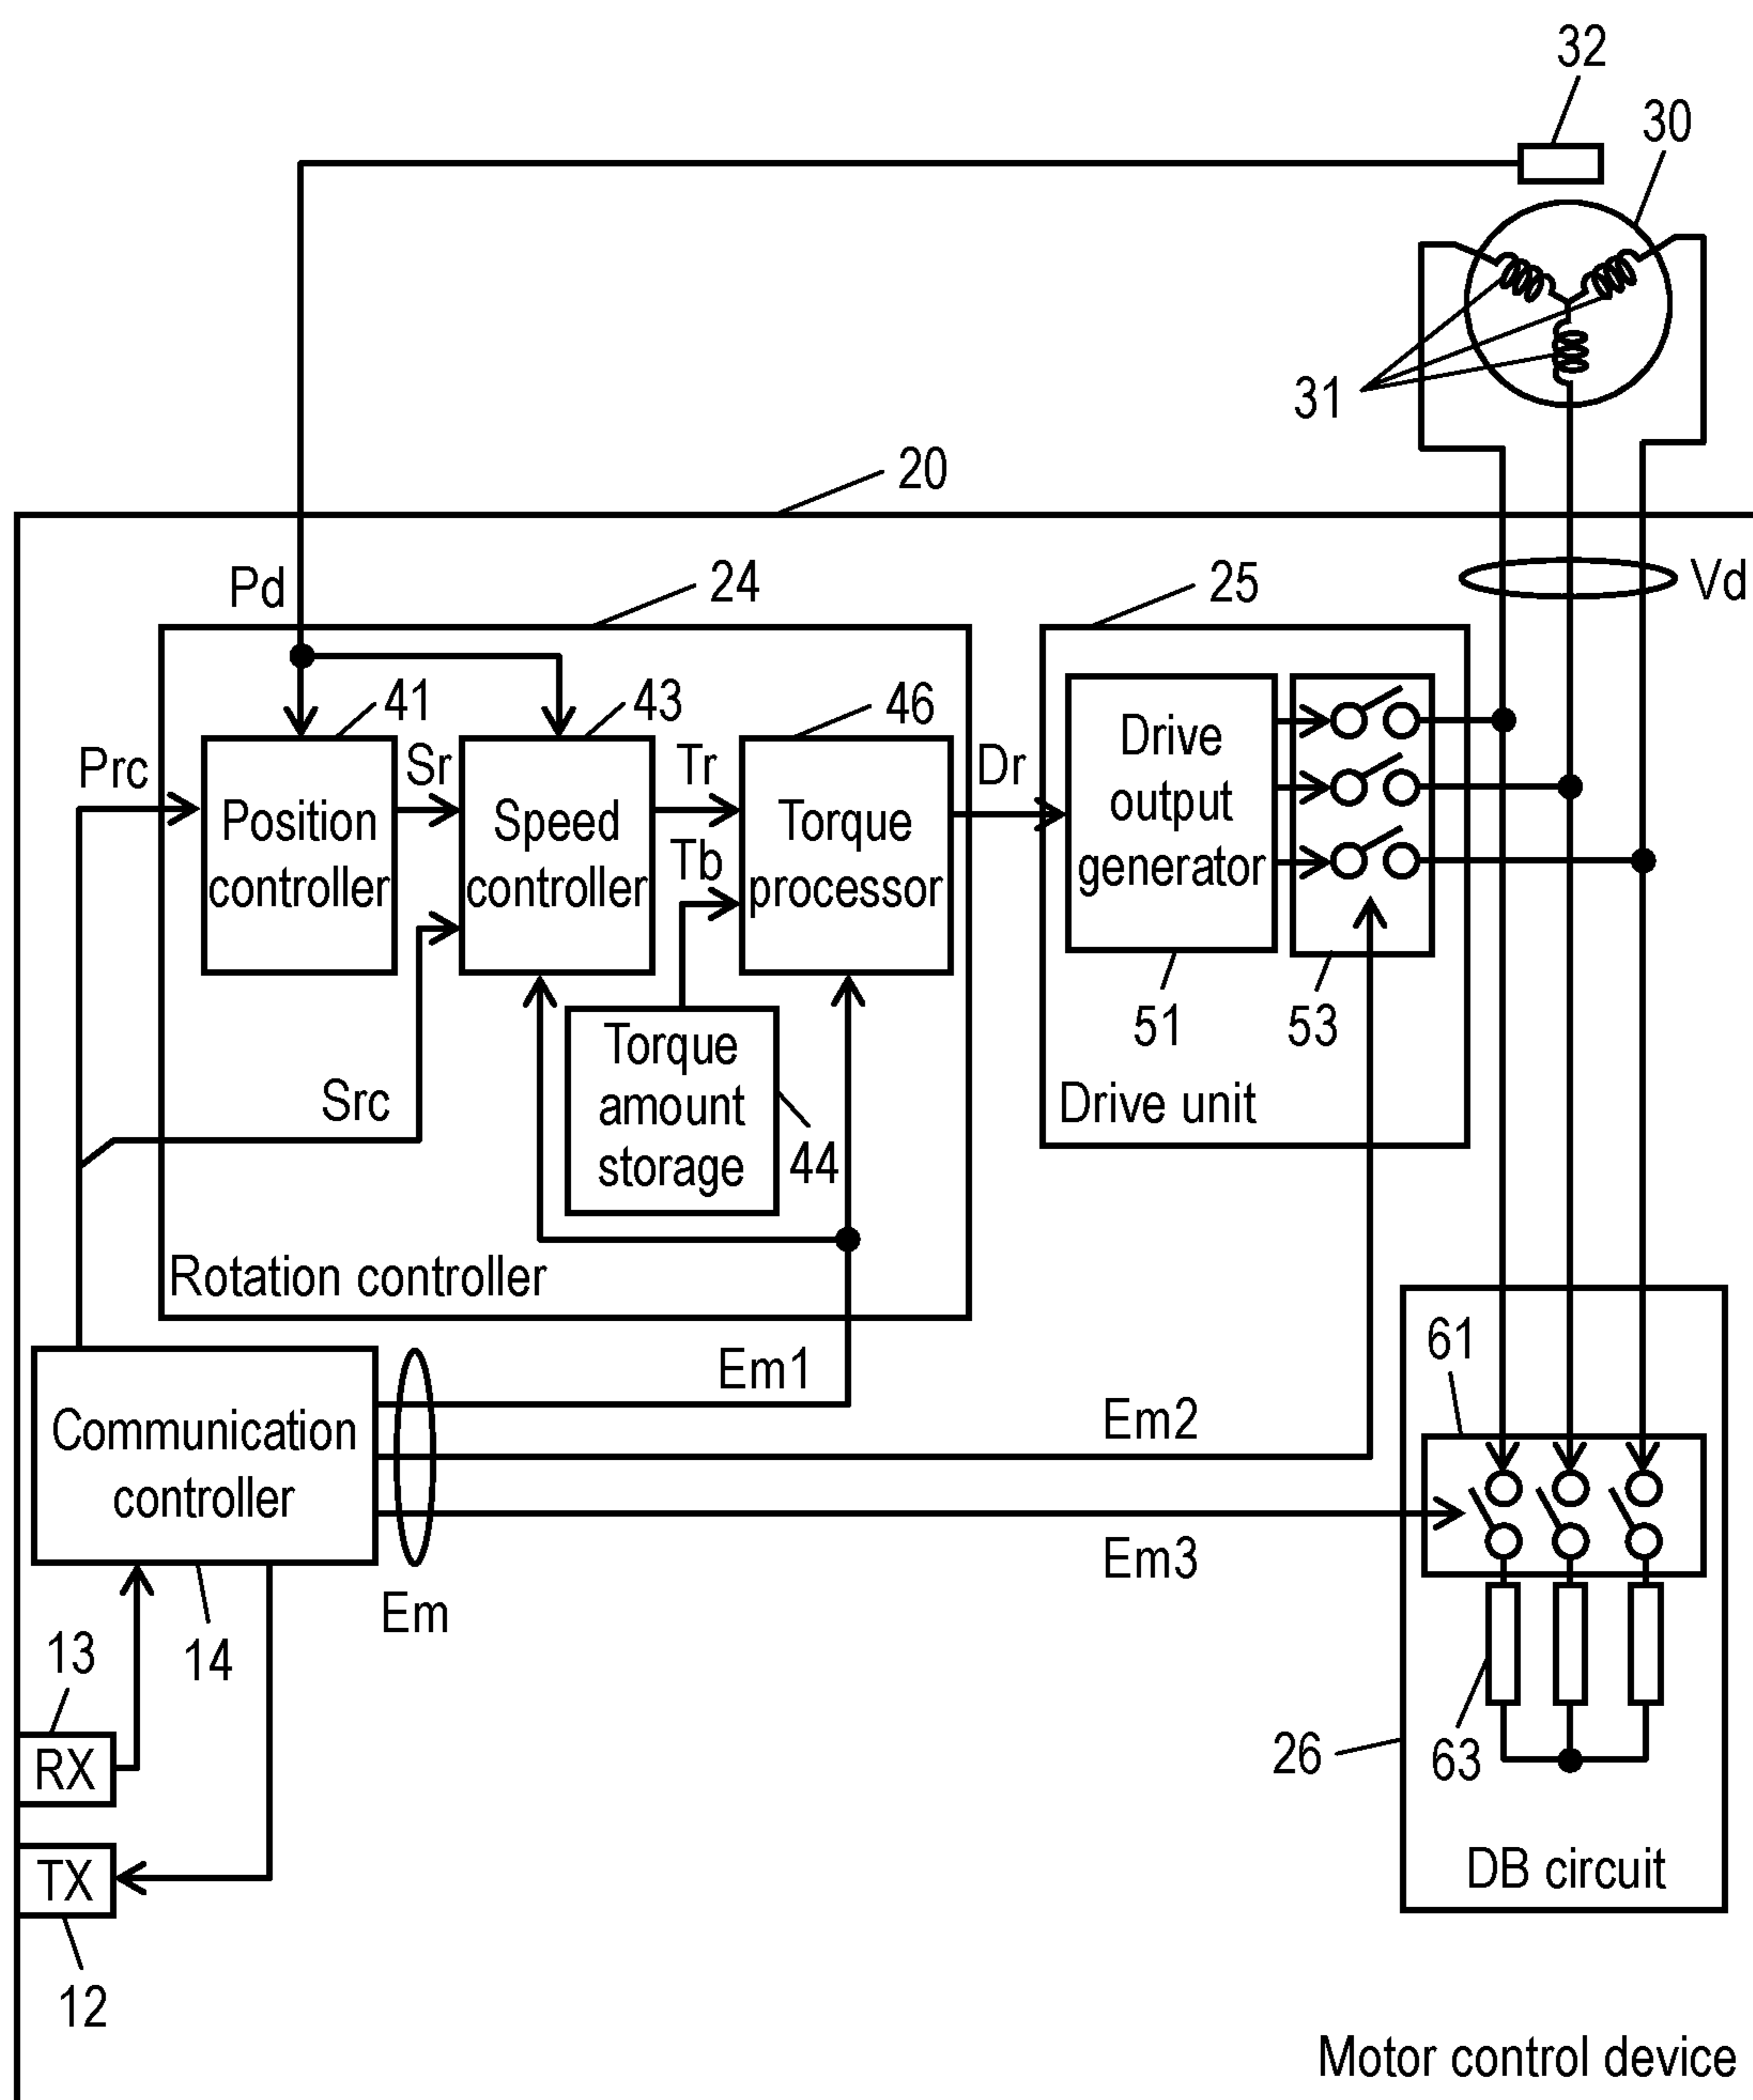 32
30
31
20
Pd
24
25
Vd
41
43
46
Prc
Sr
Tr
Dr
Tb
Position
controller
Speed
controller
Torque
processor
Drive
output
generator
51
53
Src
Torque
amount
storage
44
Drive unit
Rotation controller
61
Em1
Em2
Communication
controller
Em3
Em
13
14
RX
26
63
TX
DB circuit
12
Motor control device